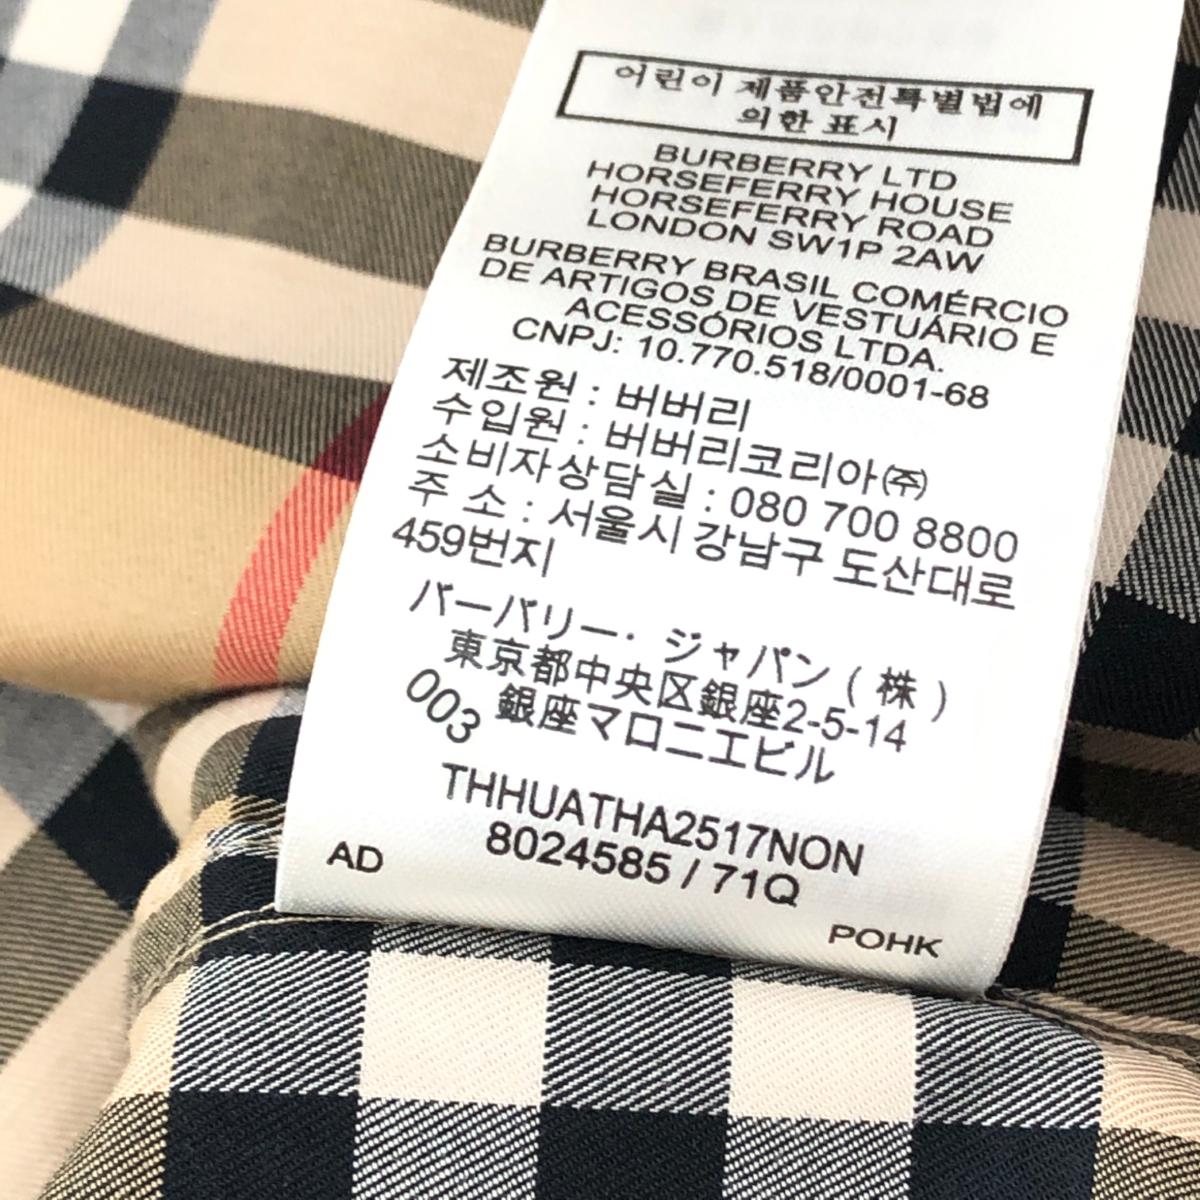 어린이 제품안전특별법에
의한 표시
BURBERRY LTD
HORSEFERRY HOUSE
HORSEFERRY ROAD
LONDON SW1P 2AW
BURBERRY BRASIL COMÉRCIO
DE ARTIGOS DE VESTUÁRIO E
ACESSÓRIOS LTDA.
CNPJ: 10.770.518/0001-68
제조원 : 버버리
수입원 : 버버리코리아㈜
소비자상담실 : 080 700 8800
주 소 : 서울시 강남구 도산대로
459번지
バーバリー・ジャパン ( 株 )
東京都中央区銀座2-5-14
銀座マロニエビル
003
THHUATHA2517NON
8024585 / 71Q
AD
POHK